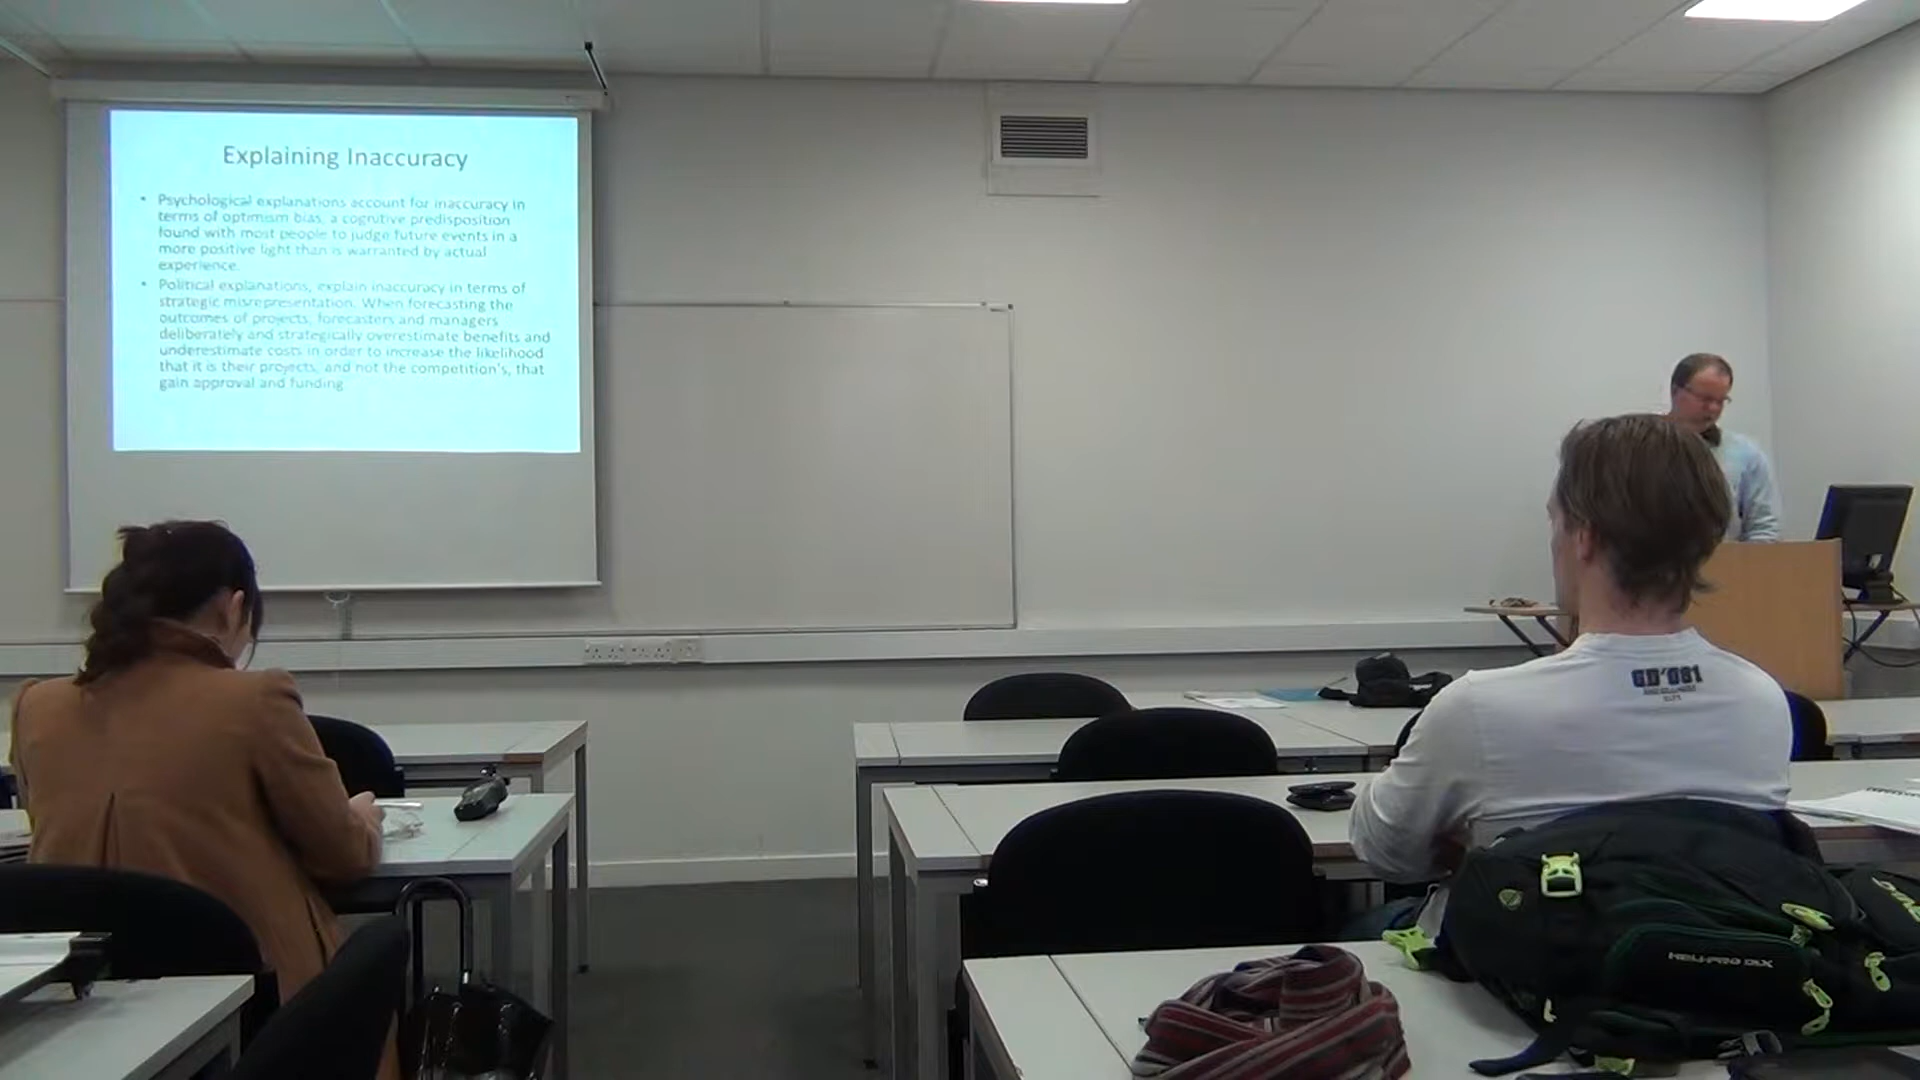 Explaining Inaccuracy
• Psychological explanations account for inaccuracy in
terms of optimism bias, a cognitive predisposition
found with most people to judge future events in a
more positive light than is warranted by actual
experience.
• Political explanations, explain inaccuracy in terms of
strategic misrepresentation. When forecasting the
outcomes of projects, forecasters and managers
deliberately and strategically overestimate benefits and
underestimate costs in order to increase the likelihood
that it is their projects, and not the competition's, that
gain approval and funding
GD'081